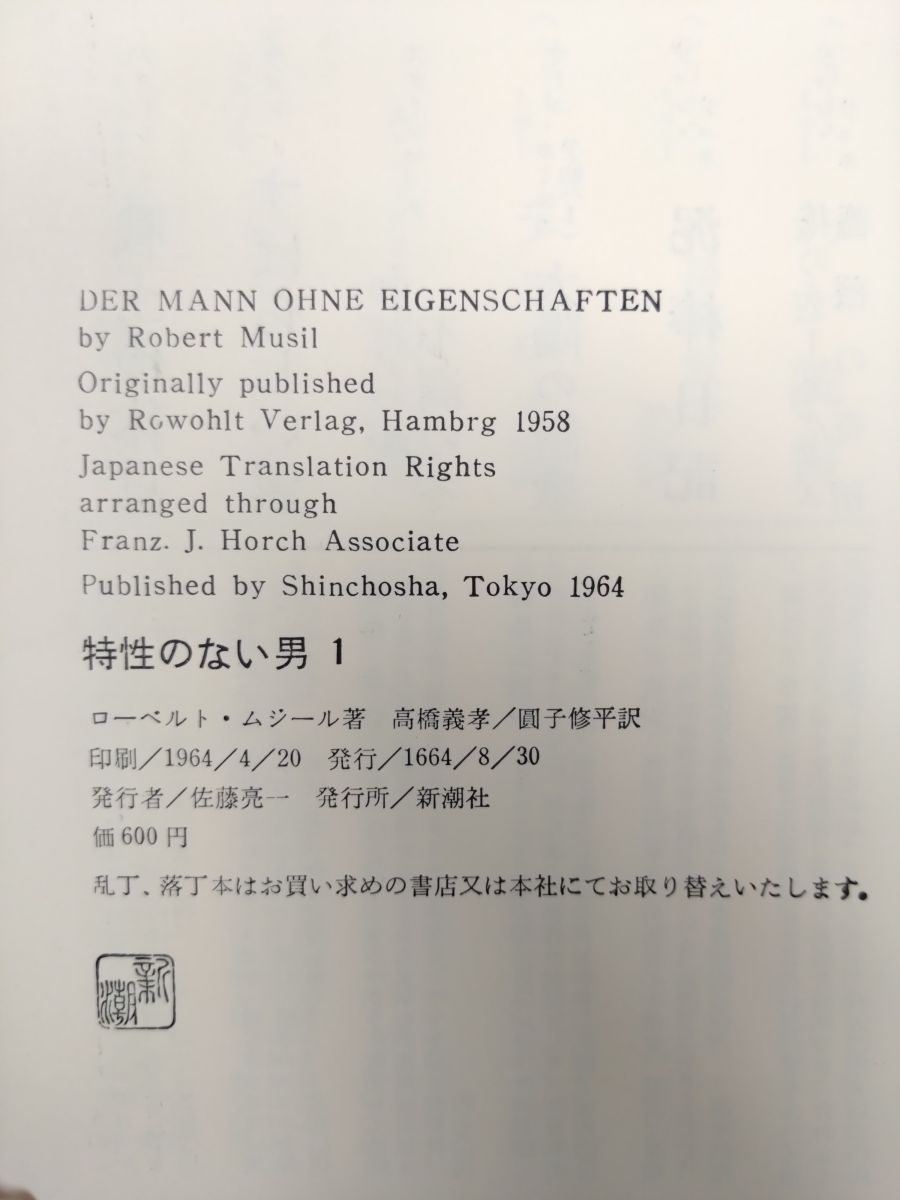 DER MANN OHNE EIGENSCHAFTEN
by Robert Musil
Originally published
by Rowohlt Verlag, Hambrg 1958
Japanese Translation Rights
arranged through
Franz. J. Horch Associate
Published by Shinchosha, Tokyo 1964
特性のない男 1
ローベルト・ムジール著 高橋義孝／圓子修平訳
印刷／1964／4／20 発行／1664／8／30
発行者／佐藤亮一 発行所／新潮社
価600円
乱丁、落丁本はお買い求めの書店又は本社にてお取り替えいたします。
新潮